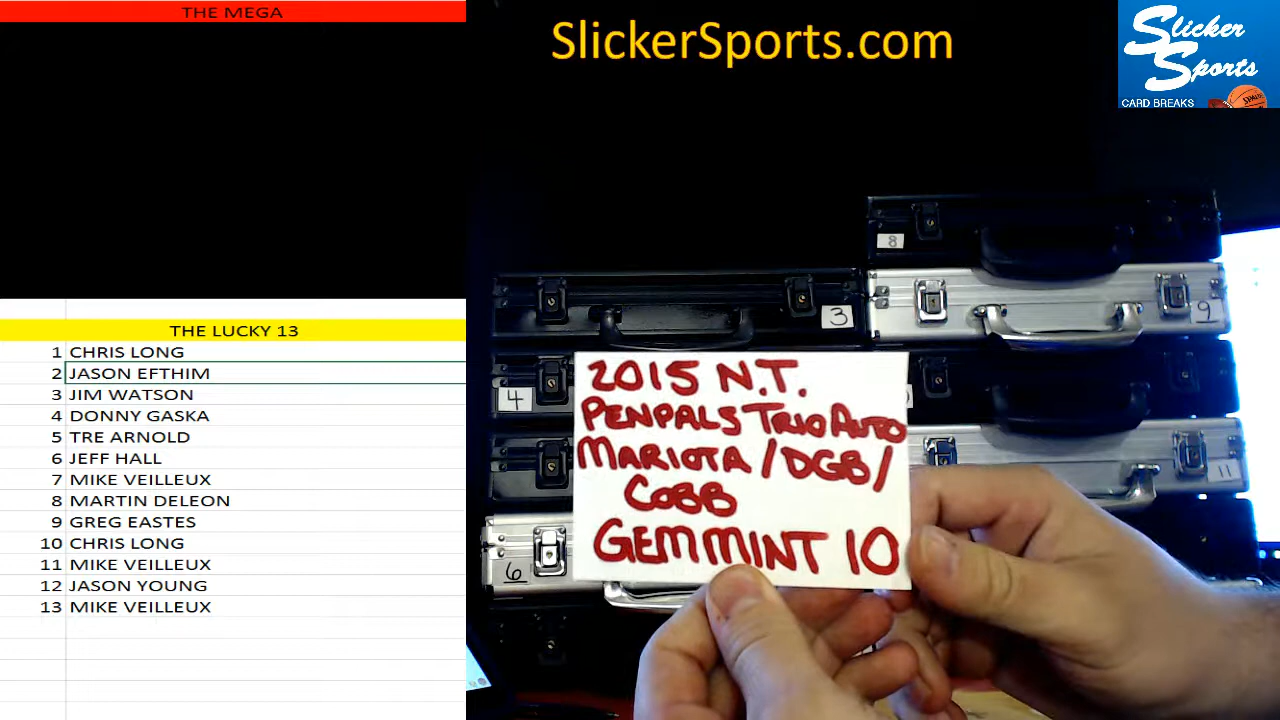 THE MEGA
SlickerSports.com
Slicker
Sports
CARD BREAKS
THE LUCKY 13
1 CHRIS LONG
2 JASON EFTHIM
3 JIM WATSON
4 DONNY GASKA
5 TRE ARNOLD
6 JEFF HALL
7 MIKE VEILLEUX
8 MARTIN DELEON
9 GREG EASTES
10 CHRIS LONG
11 MIKE VEILLEUX
12 JASON YOUNG
13 MIKE VEILLEUX
8
3
9
4
11
6
2015 N.T.
PENPALS TRIO AUTO
MARIOTA/DGB/
COBB
GEM MINT 10